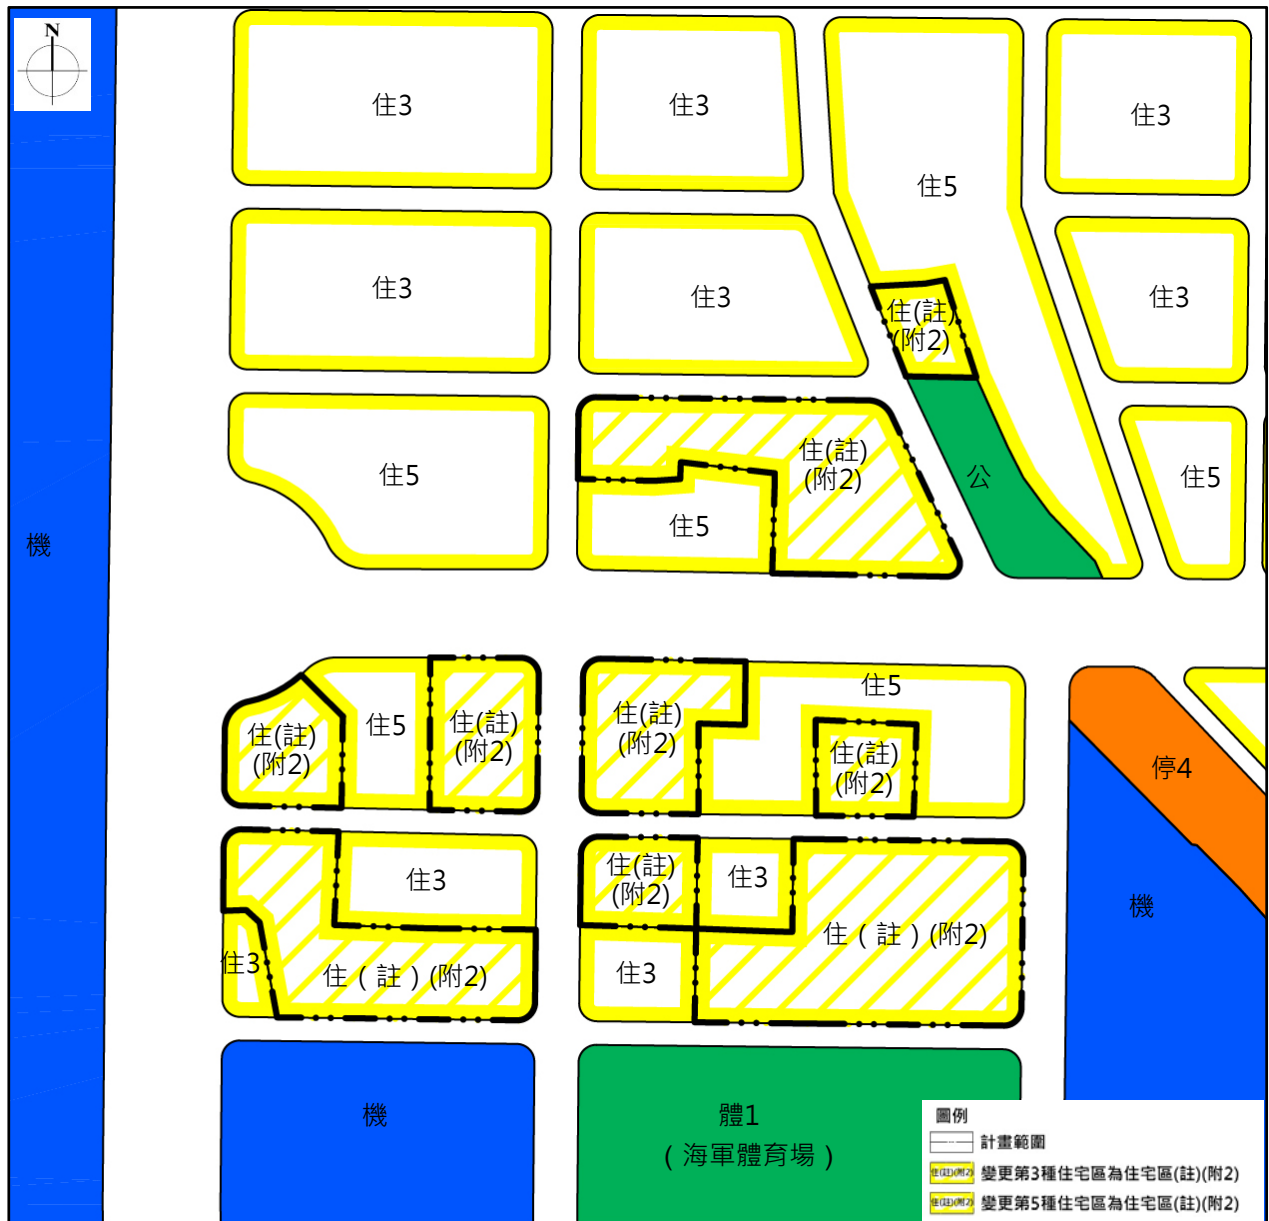 N
住3
住3
住3
住5
住3
住3
住3
住(註)
(附2)
住5
住(註)
(附2)
住5
公
住5
機
住5
住(註)
(附2)
住(註)
(附2)
住5
住(註)
(附2)
住(註)
(附2)
停4
住3
住(註)
(附2)
住3
機
住3
住（註）(附2)
住3
住（註）(附2)
機
體1
（海軍體育場）
圖例
計畫範圍
住(註)(附2) 變更第3種住宅區為住宅區(註)(附2)
住(註)(附2) 變更第5種住宅區為住宅區(註)(附2)